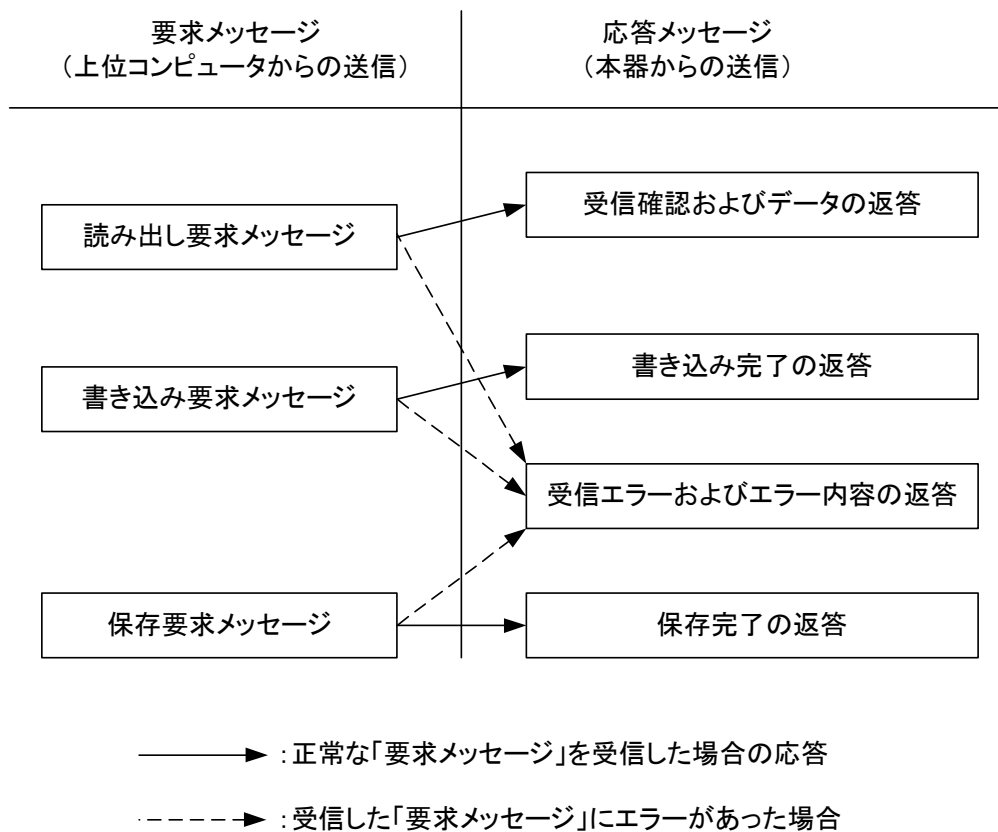 要求メッセージ
（上位コンピュータからの送信）
応答メッセージ
（本器からの送信）
読み出し要求メッセージ
受信確認およびデータの返答
書き込み要求メッセージ
書き込み完了の返答
受信エラーおよびエラー内容の返答
保存要求メッセージ
保存完了の返答
：正常な「要求メッセージ」を受信した場合の応答
：受信した「要求メッセージ」にエラーがあった場合